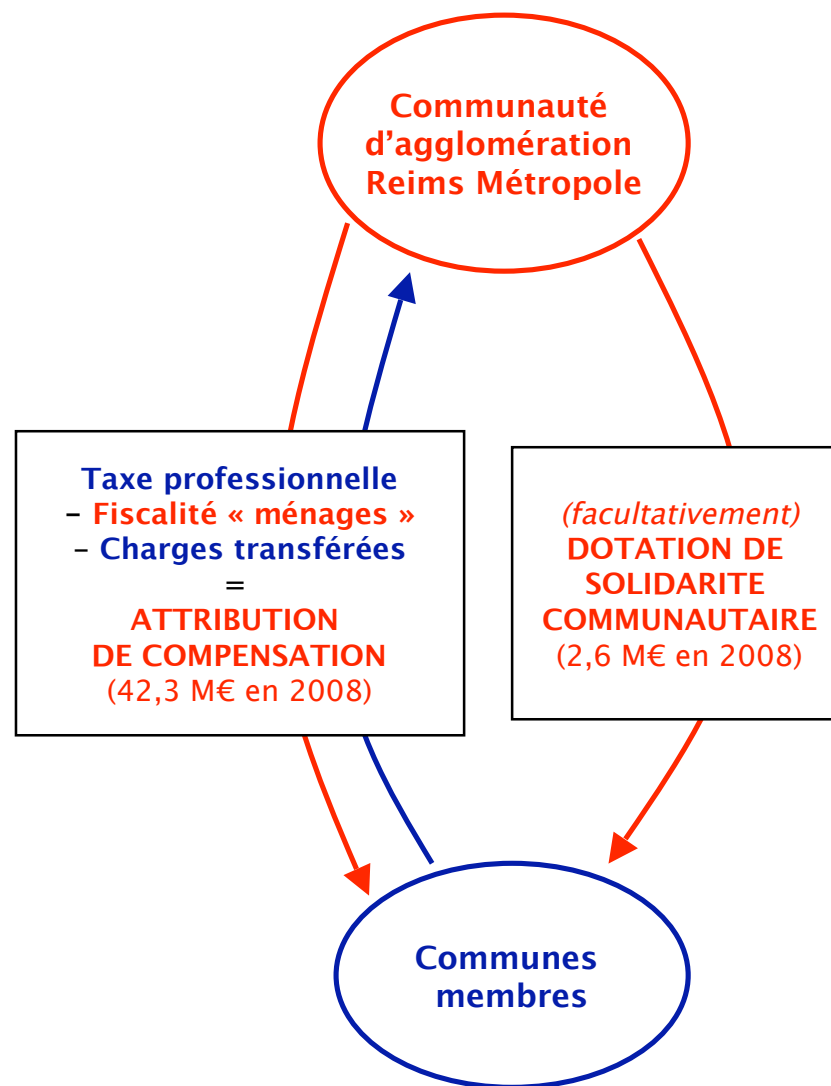 Communauté
d’agglomération
Reims Métropole
Taxe professionnelle
– Fiscalité « ménages »
– Charges transférées
=
ATTRIBUTION
DE COMPENSATION
(42,3 M€ en 2008)
(facultativement)
DOTATION DE
SOLIDARITE
COMMUNAUTAIRE
(2,6 M€ en 2008)
Communes
membres